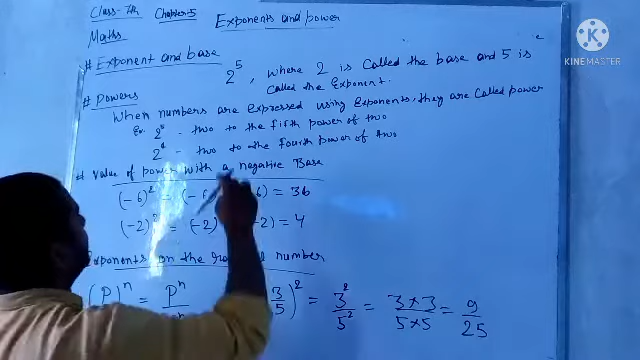 Class-7th Chapter-5 Exponents and power
Maths
# Exponent and base
2^5, where 2 is called the base and 5 is
called the Exponent.
# Powers
When numbers are expressed using Exponents, they are called power
Ex. 2^5 - two to the fifth power of two
2^4 - two to the fourth power of two
# Value of power with a negative Base
(-6)^2 = (-6 6) = 36
(-2)^2 = (-2) -2) = 4
Exponents on the number
(P)^n = P^n 3/5)^2 = 3^2/5^2 = 3×3/5×5 = 9/25
KINEMASTER